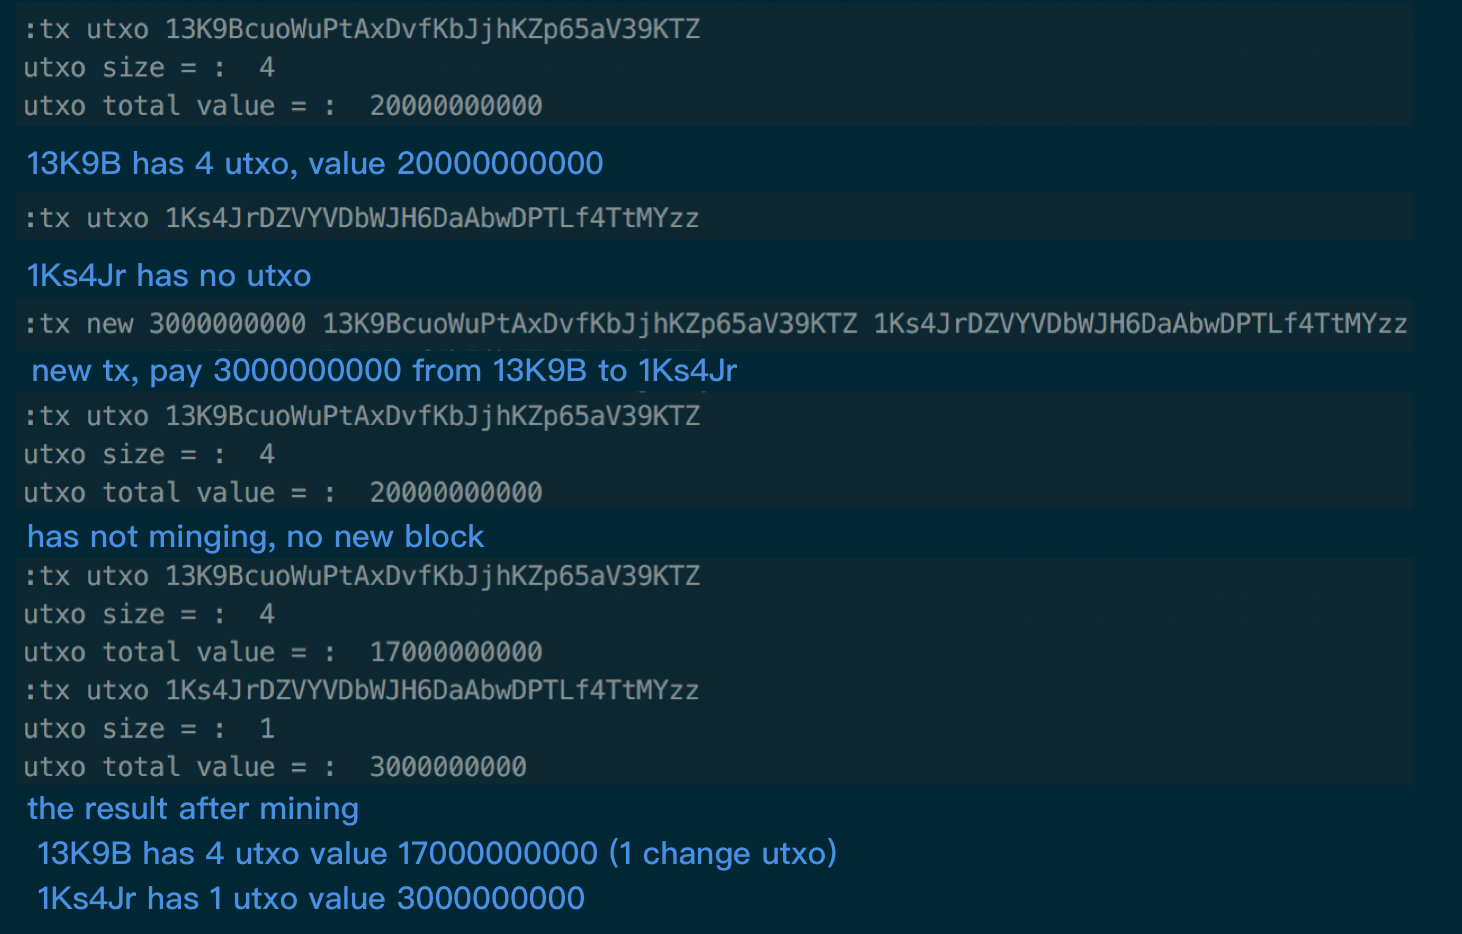 :tx utxo 13K9BcuoWuPtAxDvfKbJjhKZp65aV39KTZ
utxo size = :  4
utxo total value = :  20000000000
13K9B has 4 utxo, value 20000000000
:tx utxo 1Ks4JrDZVYVDbWJH6DaAbwDPTLf4TtMYzz
1Ks4Jr has no utxo
:tx new 3000000000 13K9BcuoWuPtAxDvfKbJjhKZp65aV39KTZ 1Ks4JrDZVYVDbWJH6DaAbwDPTLf4TtMYzz
new tx, pay 3000000000 from 13K9B to 1Ks4Jr
:tx utxo 13K9BcuoWuPtAxDvfKbJjhKZp65aV39KTZ
utxo size = :  4
utxo total value = :  20000000000
has not minging, no new block
:tx utxo 13K9BcuoWuPtAxDvfKbJjhKZp65aV39KTZ
utxo size = :  4
utxo total value = :  17000000000
:tx utxo 1Ks4JrDZVYVDbWJH6DaAbwDPTLf4TtMYzz
utxo size = :  1
utxo total value = :  3000000000
the result after mining
13K9B has 4 utxo value 17000000000 (1 change utxo)
1Ks4Jr has 1 utxo value 3000000000